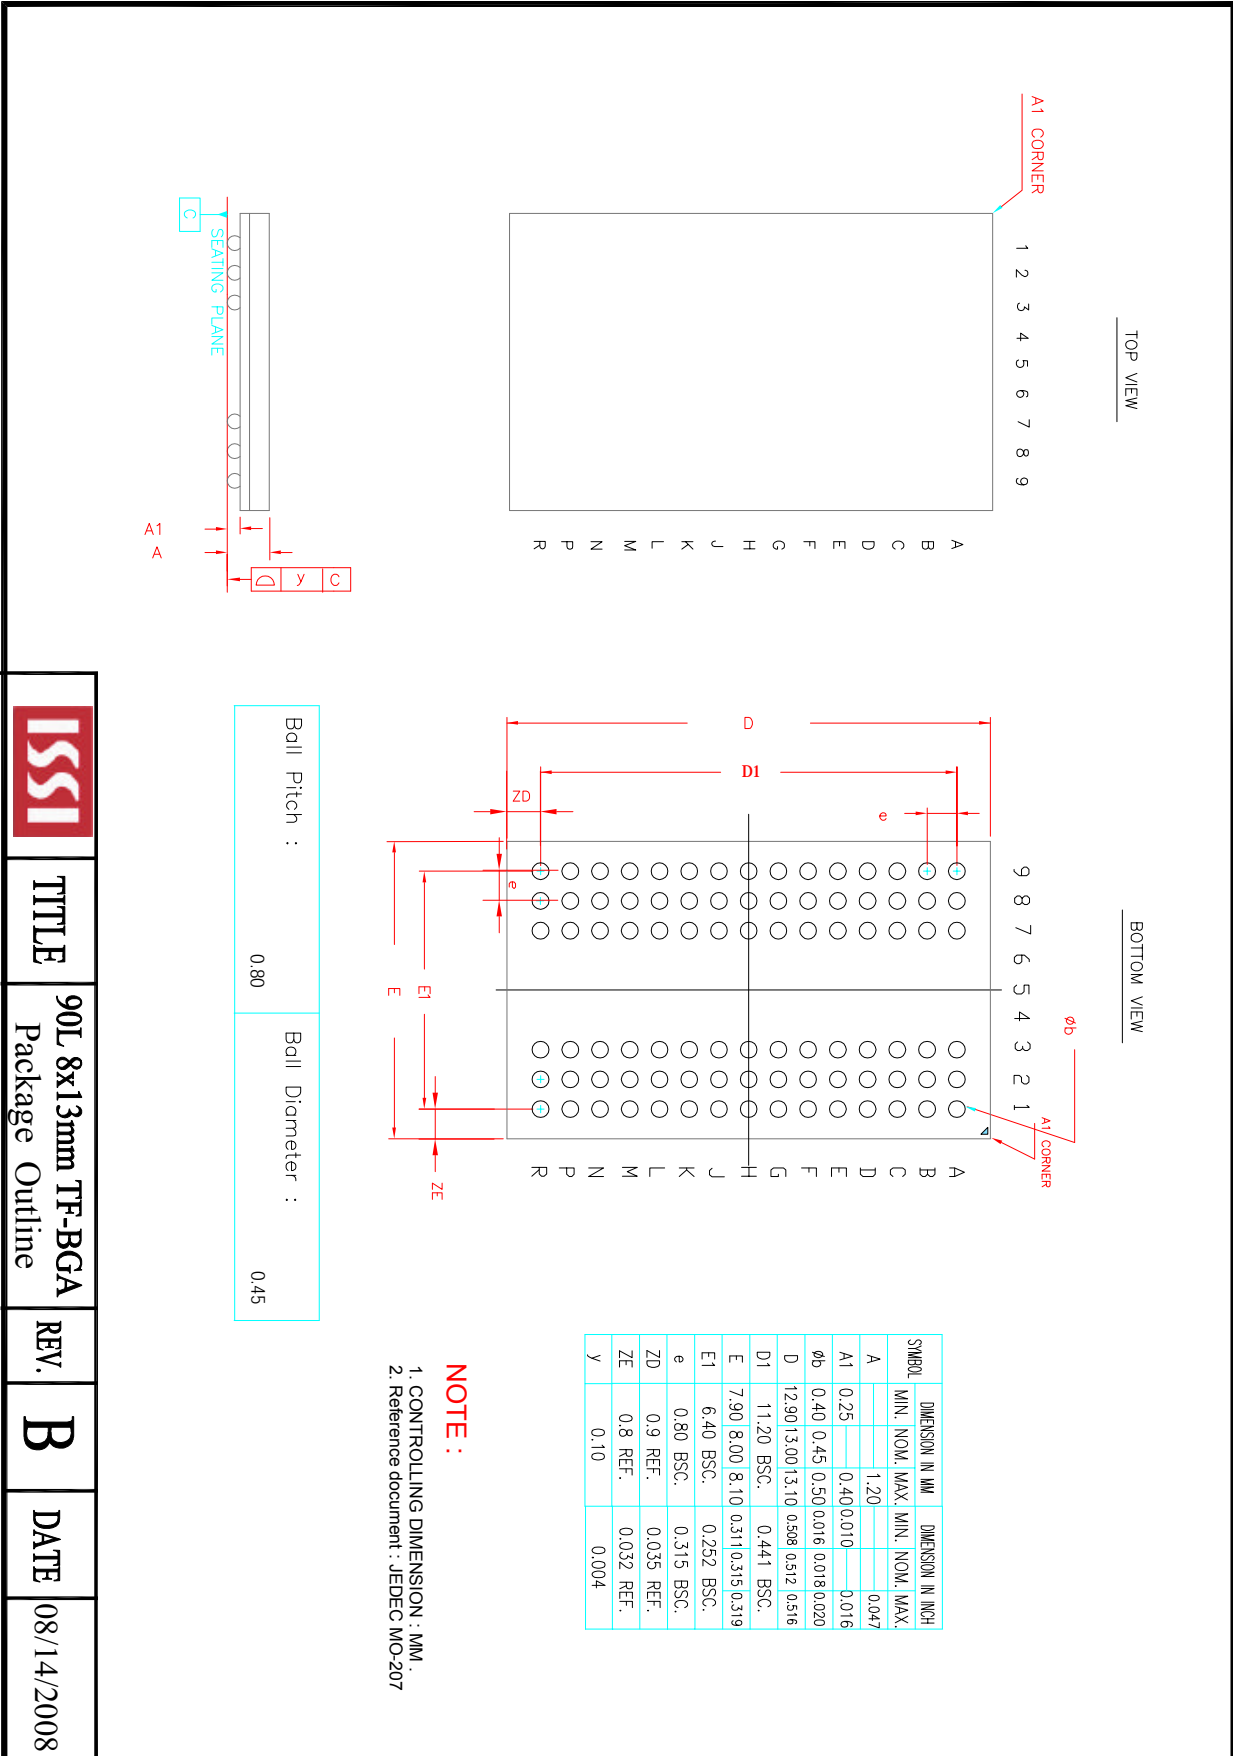 TOP VIEW
A1 CORNER
1 2 3 4 5 6 7 8 9
A
B
C
D
E
F
G
H
J
K
L
M
N
P
R
C
SEATING PLANE
A1
A
y C
BOTTOM VIEW
9 8 7 6 5 4 3 2 1
Øb
A1 CORNER
A
B
C
D
E
F
G
H
J
K
L
M
N
P
R
D
D1
ZD
e
e
E1
E
ZE
Ball Pitch : 0.80
Ball Diameter : 0.45
SYMBOL DIMENSION IN MM DIMENSION IN INCH
MIN. NOM. MAX. MIN. NOM. MAX.
A 1.20 0.047
A1 0.25 0.40 0.010 0.016
Øb 0.40 0.45 0.50 0.016 0.018 0.020
D 12.90 13.00 13.10 0.508 0.512 0.516
D1 11.20 BSC. 0.441 BSC.
E 7.90 8.00 8.10 0.311 0.315 0.319
E1 6.40 BSC. 0.252 BSC.
e 0.80 BSC. 0.315 BSC.
ZD 0.9 REF. 0.035 REF.
ZE 0.8 REF. 0.032 REF.
y 0.10 0.004
NOTE :
1. CONTROLLING DIMENSION : MM .
2. Reference document : JEDEC MO-207
ISSI
TITLE
90L 8x13mm TF-BGA
Package Outline
REV.
B
DATE
08/14/2008